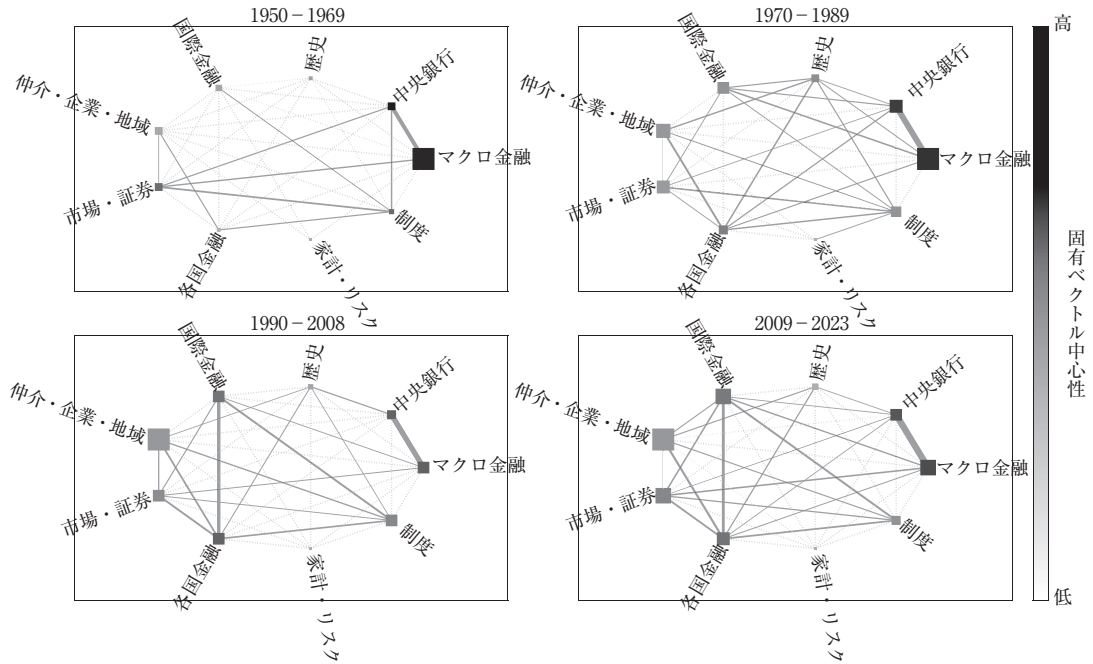 1950－1969
国際金融
歴史
中央銀行
仲介・企業・地域
マクロ金融
市場・証券
制度
各国金融
家計・リスク
1970－1989
国際金融
歴史
中央銀行
仲介・企業・地域
マクロ金融
市場・証券
制度
各国金融
家計・リスク
1990－2008
国際金融
歴史
中央銀行
仲介・企業・地域
マクロ金融
市場・証券
制度
各国金融
家計・リスク
2009－2023
国際金融
歴史
中央銀行
仲介・企業・地域
マクロ金融
市場・証券
制度
各国金融
家計・リスク
高
固有ベクトル中心性
低